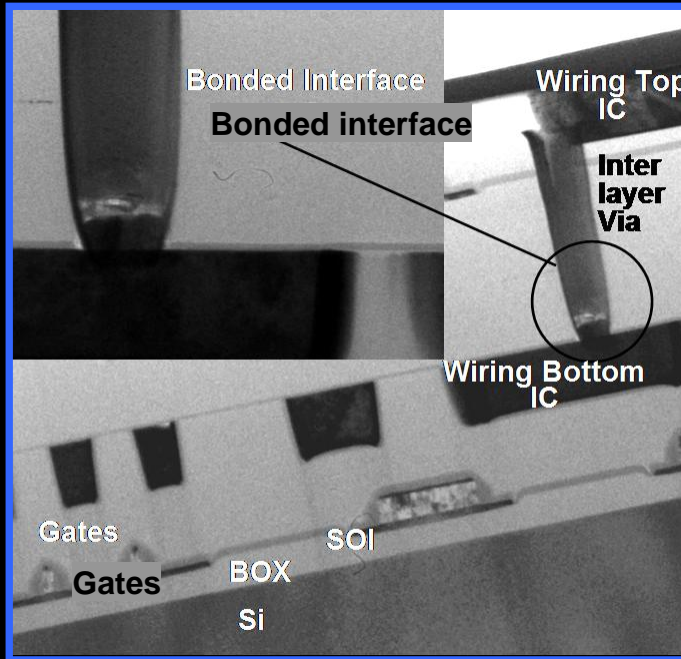 Bonded Interface
Bonded interface
Wiring Top
IC
Inter
layer
Via
Wiring Bottom
IC
Gates
Gates
SOI
BOX
Si